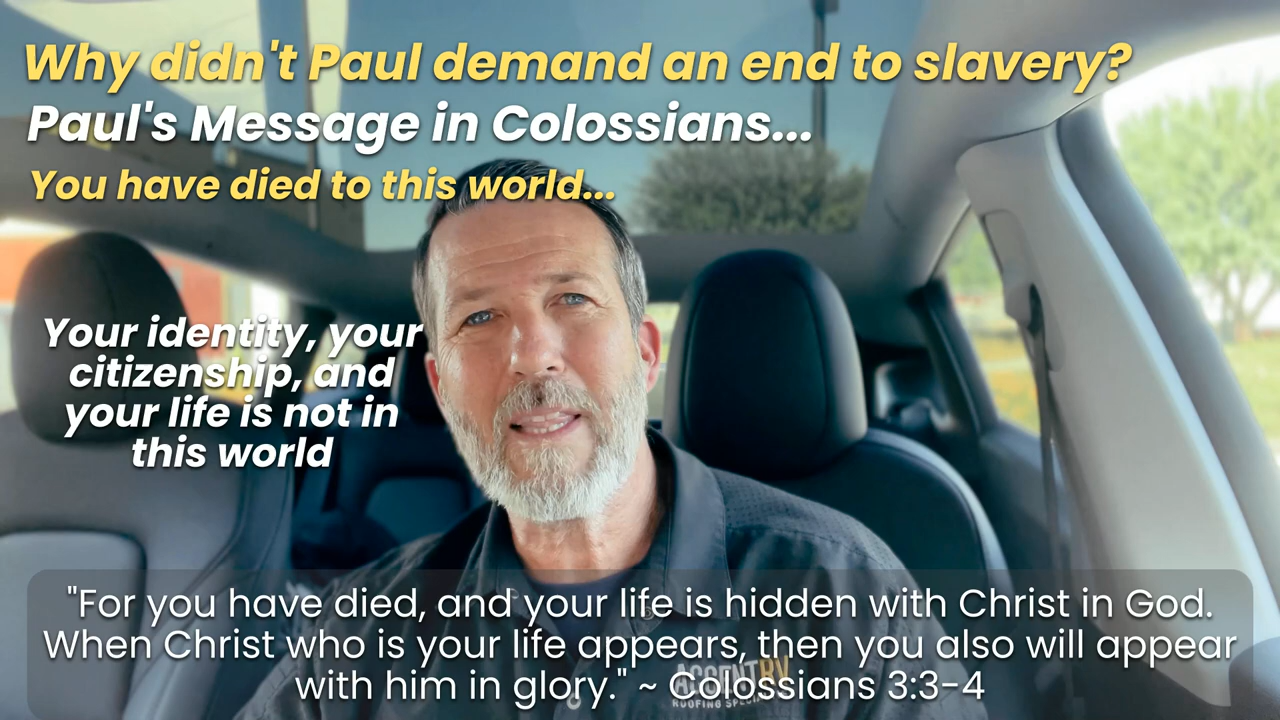 Why didn't Paul demand an end to slavery?
Paul's Message in Colossians...
You have died to this world...
Your identity, your
citizenship, and
your life is not in
this world
"For you have died, and your life is hidden with Christ in God.
When Christ who is your life appears, then you also will appear
with him in glory." ~ Colossians 3:3-4
ACCENTRV
ROOFING